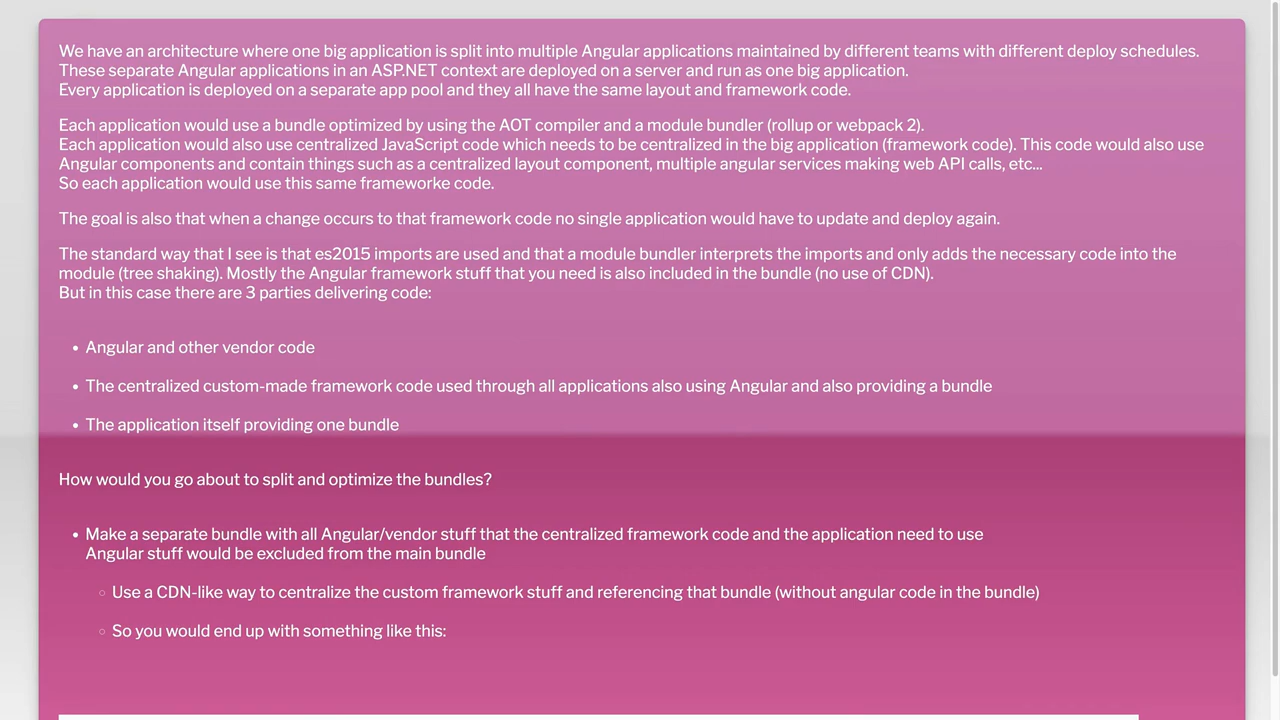 We have an architecture where one big application is split into multiple Angular applications maintained by different teams with different deploy schedules.
These separate Angular applications in an ASP.NET context are deployed on a server and run as one big application.
Every application is deployed on a separate app pool and they all have the same layout and framework code.
Each application would use a bundle optimized by using the AOT compiler and a module bundler (rollup or webpack 2).
Each application would also use centralized JavaScript code which needs to be centralized in the big application (framework code). This code would also use
Angular components and contain things such as a centralized layout component, multiple angular services making web API calls, etc...
So each application would use this same frameworke code.
The goal is also that when a change occurs to that framework code no single application would have to update and deploy again.
The standard way that I see is that es2015 imports are used and that a module bundler interprets the imports and only adds the necessary code into the
module (tree shaking). Mostly the Angular framework stuff that you need is also included in the bundle (no use of CDN).
But in this case there are 3 parties delivering code:
• Angular and other vendor code
• The centralized custom-made framework code used through all applications also using Angular and also providing a bundle
• The application itself providing one bundle
How would you go about to split and optimize the bundles?
• Make a separate bundle with all Angular/vendor stuff that the centralized framework code and the application need to use
Angular stuff would be excluded from the main bundle
◦ Use a CDN-like way to centralize the custom framework stuff and referencing that bundle (without angular code in the bundle)
◦ So you would end up with something like this: